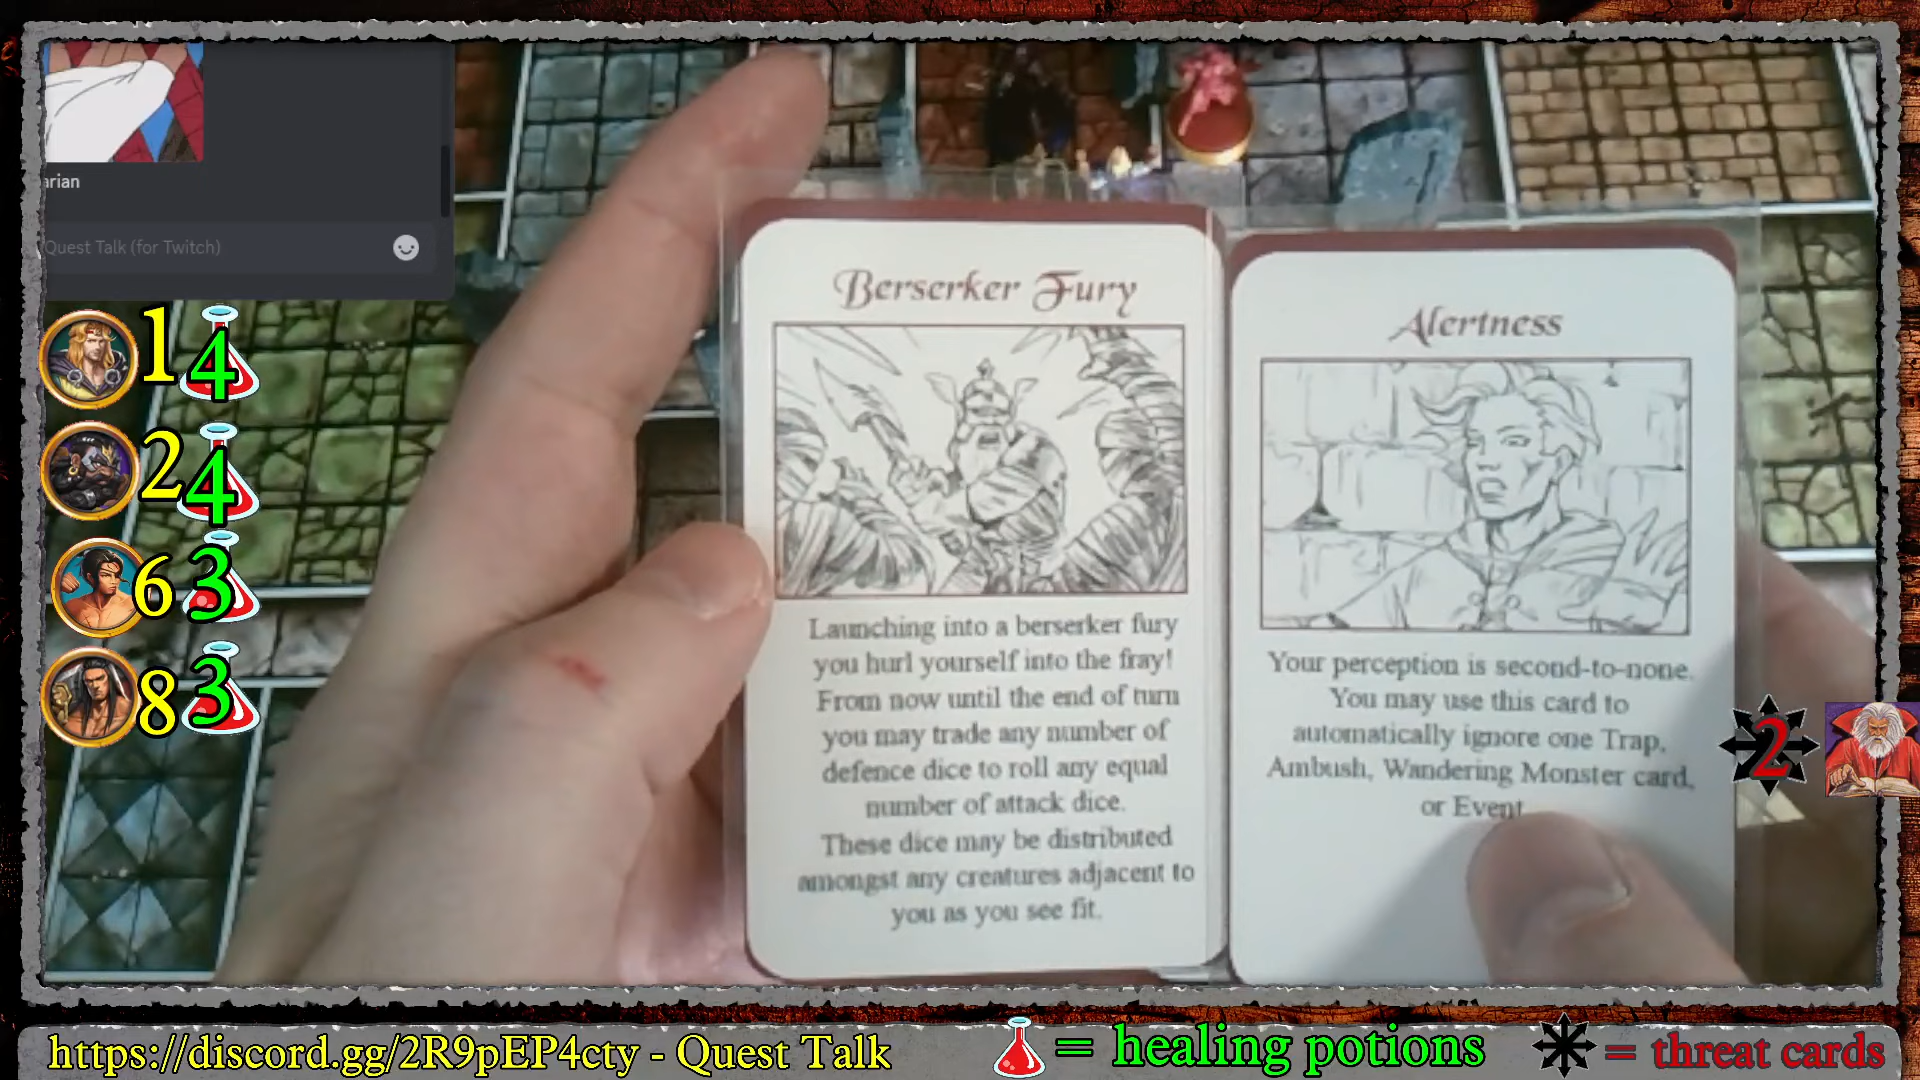 arian
Quest Talk (for Twitch)
1 4
2 4
6 3
8 3
Berserker Fury
Launching into a berserker fury
you hurl yourself into the fray!
From now until the end of turn
you may trade any number of
defence dice to roll any equal
number of attack dice.
These dice may be distributed
amongst any creatures adjacent to
you as you see fit.
Alertness
Your perception is second-to-none.
You may use this card to
automatically ignore one Trap,
Ambush, Wandering Monster card,
or Event
2
https://discord.gg/2R9pEP4cty - Quest Talk
= healing potions
= threat cards